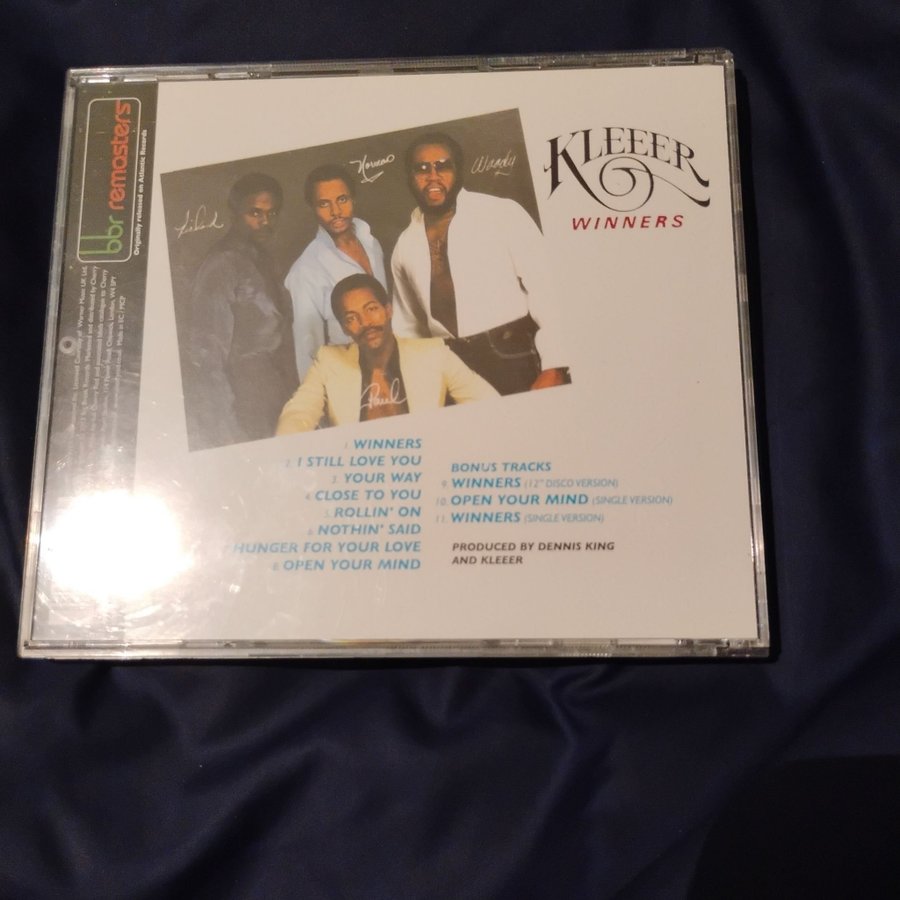 bbr remasters
Originally released on Atlantic Records
Richard
Norman
Woody
Paul
KLEEER
WINNERS
1. WINNERS
2. I STILL LOVE YOU
3. YOUR WAY
4. CLOSE TO YOU
5. ROLLIN' ON
6. NOTHIN' SAID
HUNGER FOR YOUR LOVE
8. OPEN YOUR MIND
BONUS TRACKS
9. WINNERS (12" DISCO VERSION)
10. OPEN YOUR MIND (SINGLE VERSION)
11. WINNERS (SINGLE VERSION)
PRODUCED BY DENNIS KING
AND KLEEER